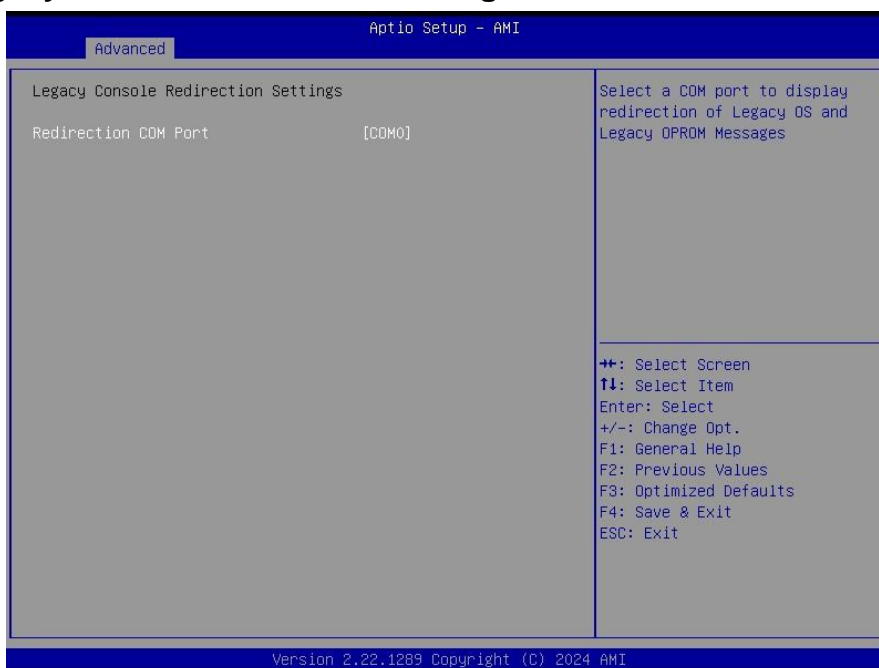 Aptio Setup - AMI
Advanced
Legacy Console Redirection Settings
Redirection COM Port [COM0]
Select a COM port to display
redirection of Legacy OS and
Legacy OPROM Messages
→←: Select Screen
↑↓: Select Item
Enter: Select
+/-: Change Opt.
F1: General Help
F2: Previous Values
F3: Optimized Defaults
F4: Save & Exit
ESC: Exit
Version 2.22.1289 Copyright (C) 2024 AMI